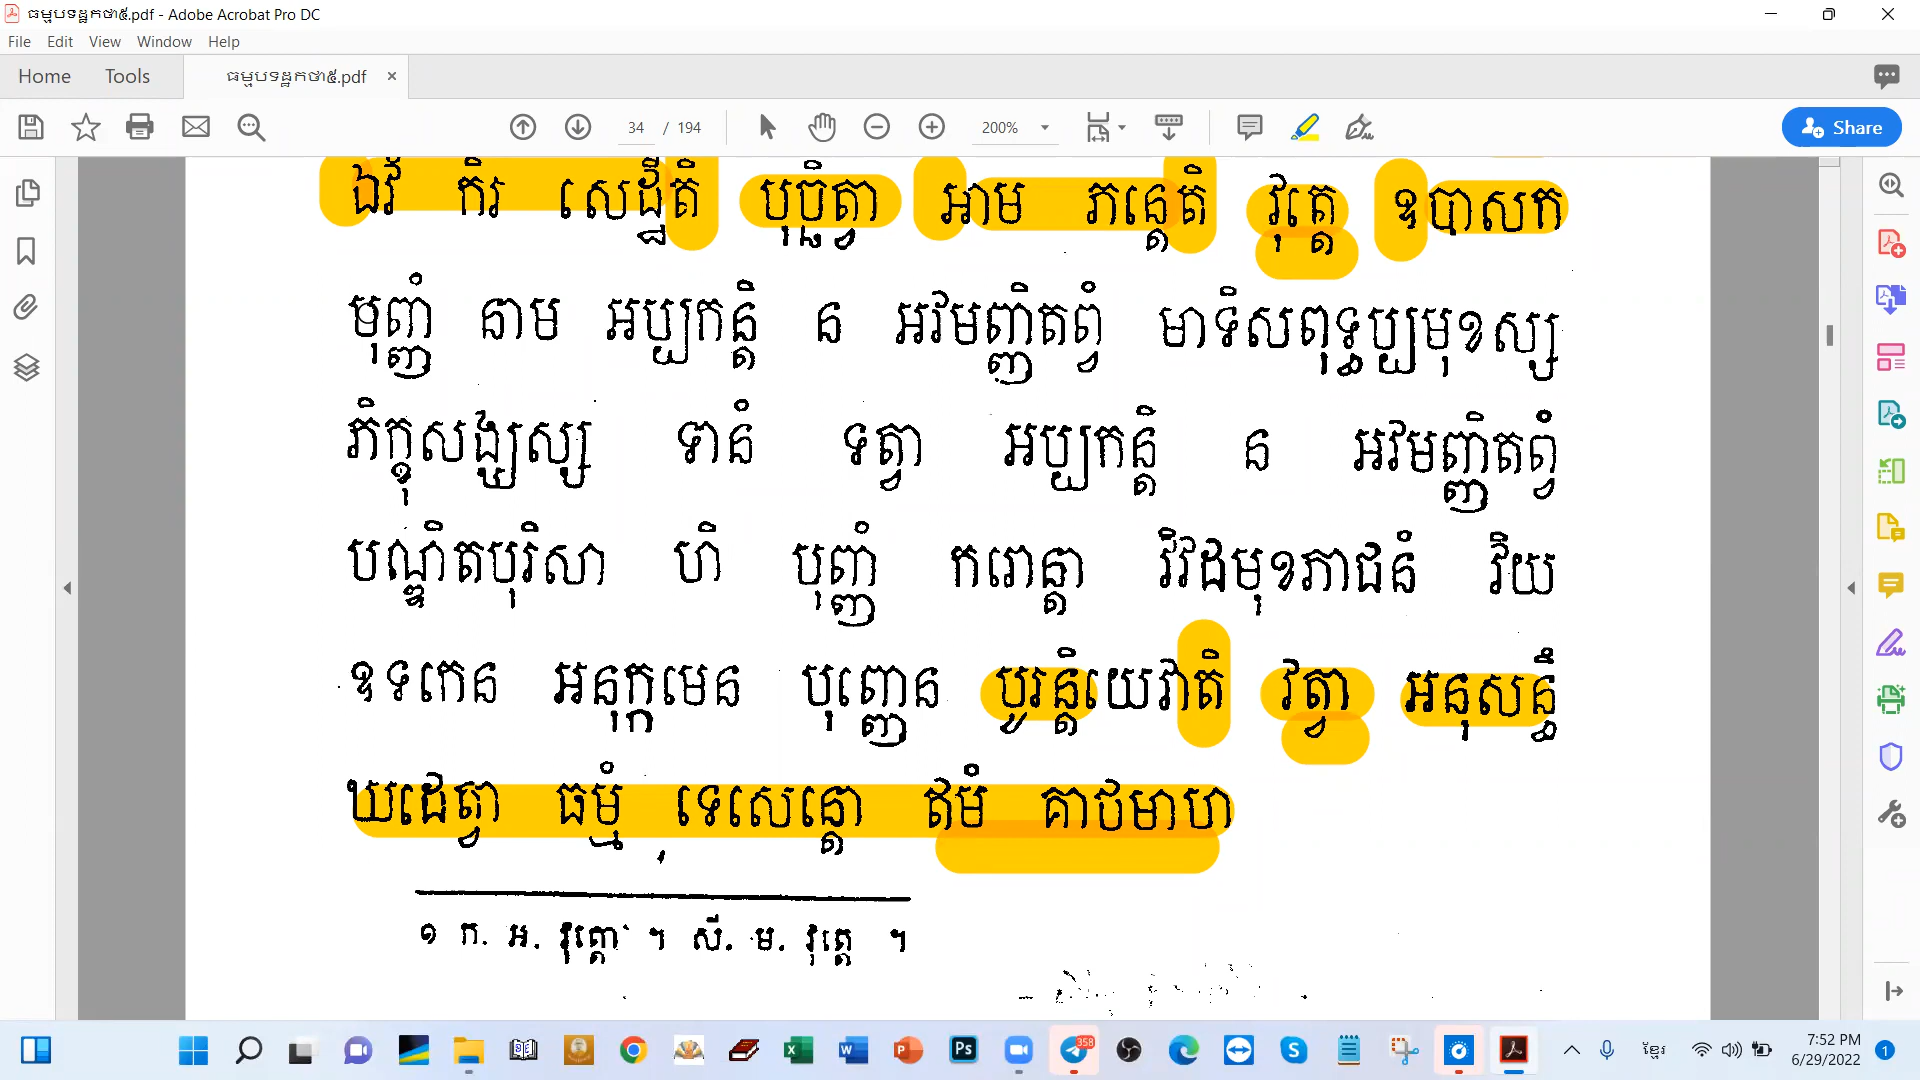 ធម្មបទដ្ឋកថា៥.pdf - Adobe Acrobat Pro DC
File Edit View Window Help
Home Tools ធម្មបទដ្ឋកថា៥.pdf ×
34 / 194 200% Share
ឯវំ កិរ សេដ្ឋីតិ បុច្ឆិត្វា អាម ភន្តេតិ វុត្តេ ឧបាសក
មុញ្ញំ នាម អប្បកន្តិ ន អវមញ្ញិតព្វំ មាទិសពុទ្ធប្បមុខស្ស
ភិក្ខុសង្ឃស្ស ទានំ ទត្វា អប្បកន្តិ ន អវមញ្ញិតព្វំ
បណ្ឌិតបុរិសា ហិ បុញ្ញំ ករោន្តា វិវដមុខភាជនំ វិយ
ឧទកេន អនុក្កមេន បុញ្ញេន បូរន្តិយេវាតិ វត្វា អនុសន្ធឹ
ឃដេត្វា ធម្មំ ទេសេន្តោ ឥមំ គាថមាហ
១ ក. អ. វុត្តោ ។ សី. ម. វុត្តេ ។
358
ខ្មែរ
7:52 PM
6/29/2022
1